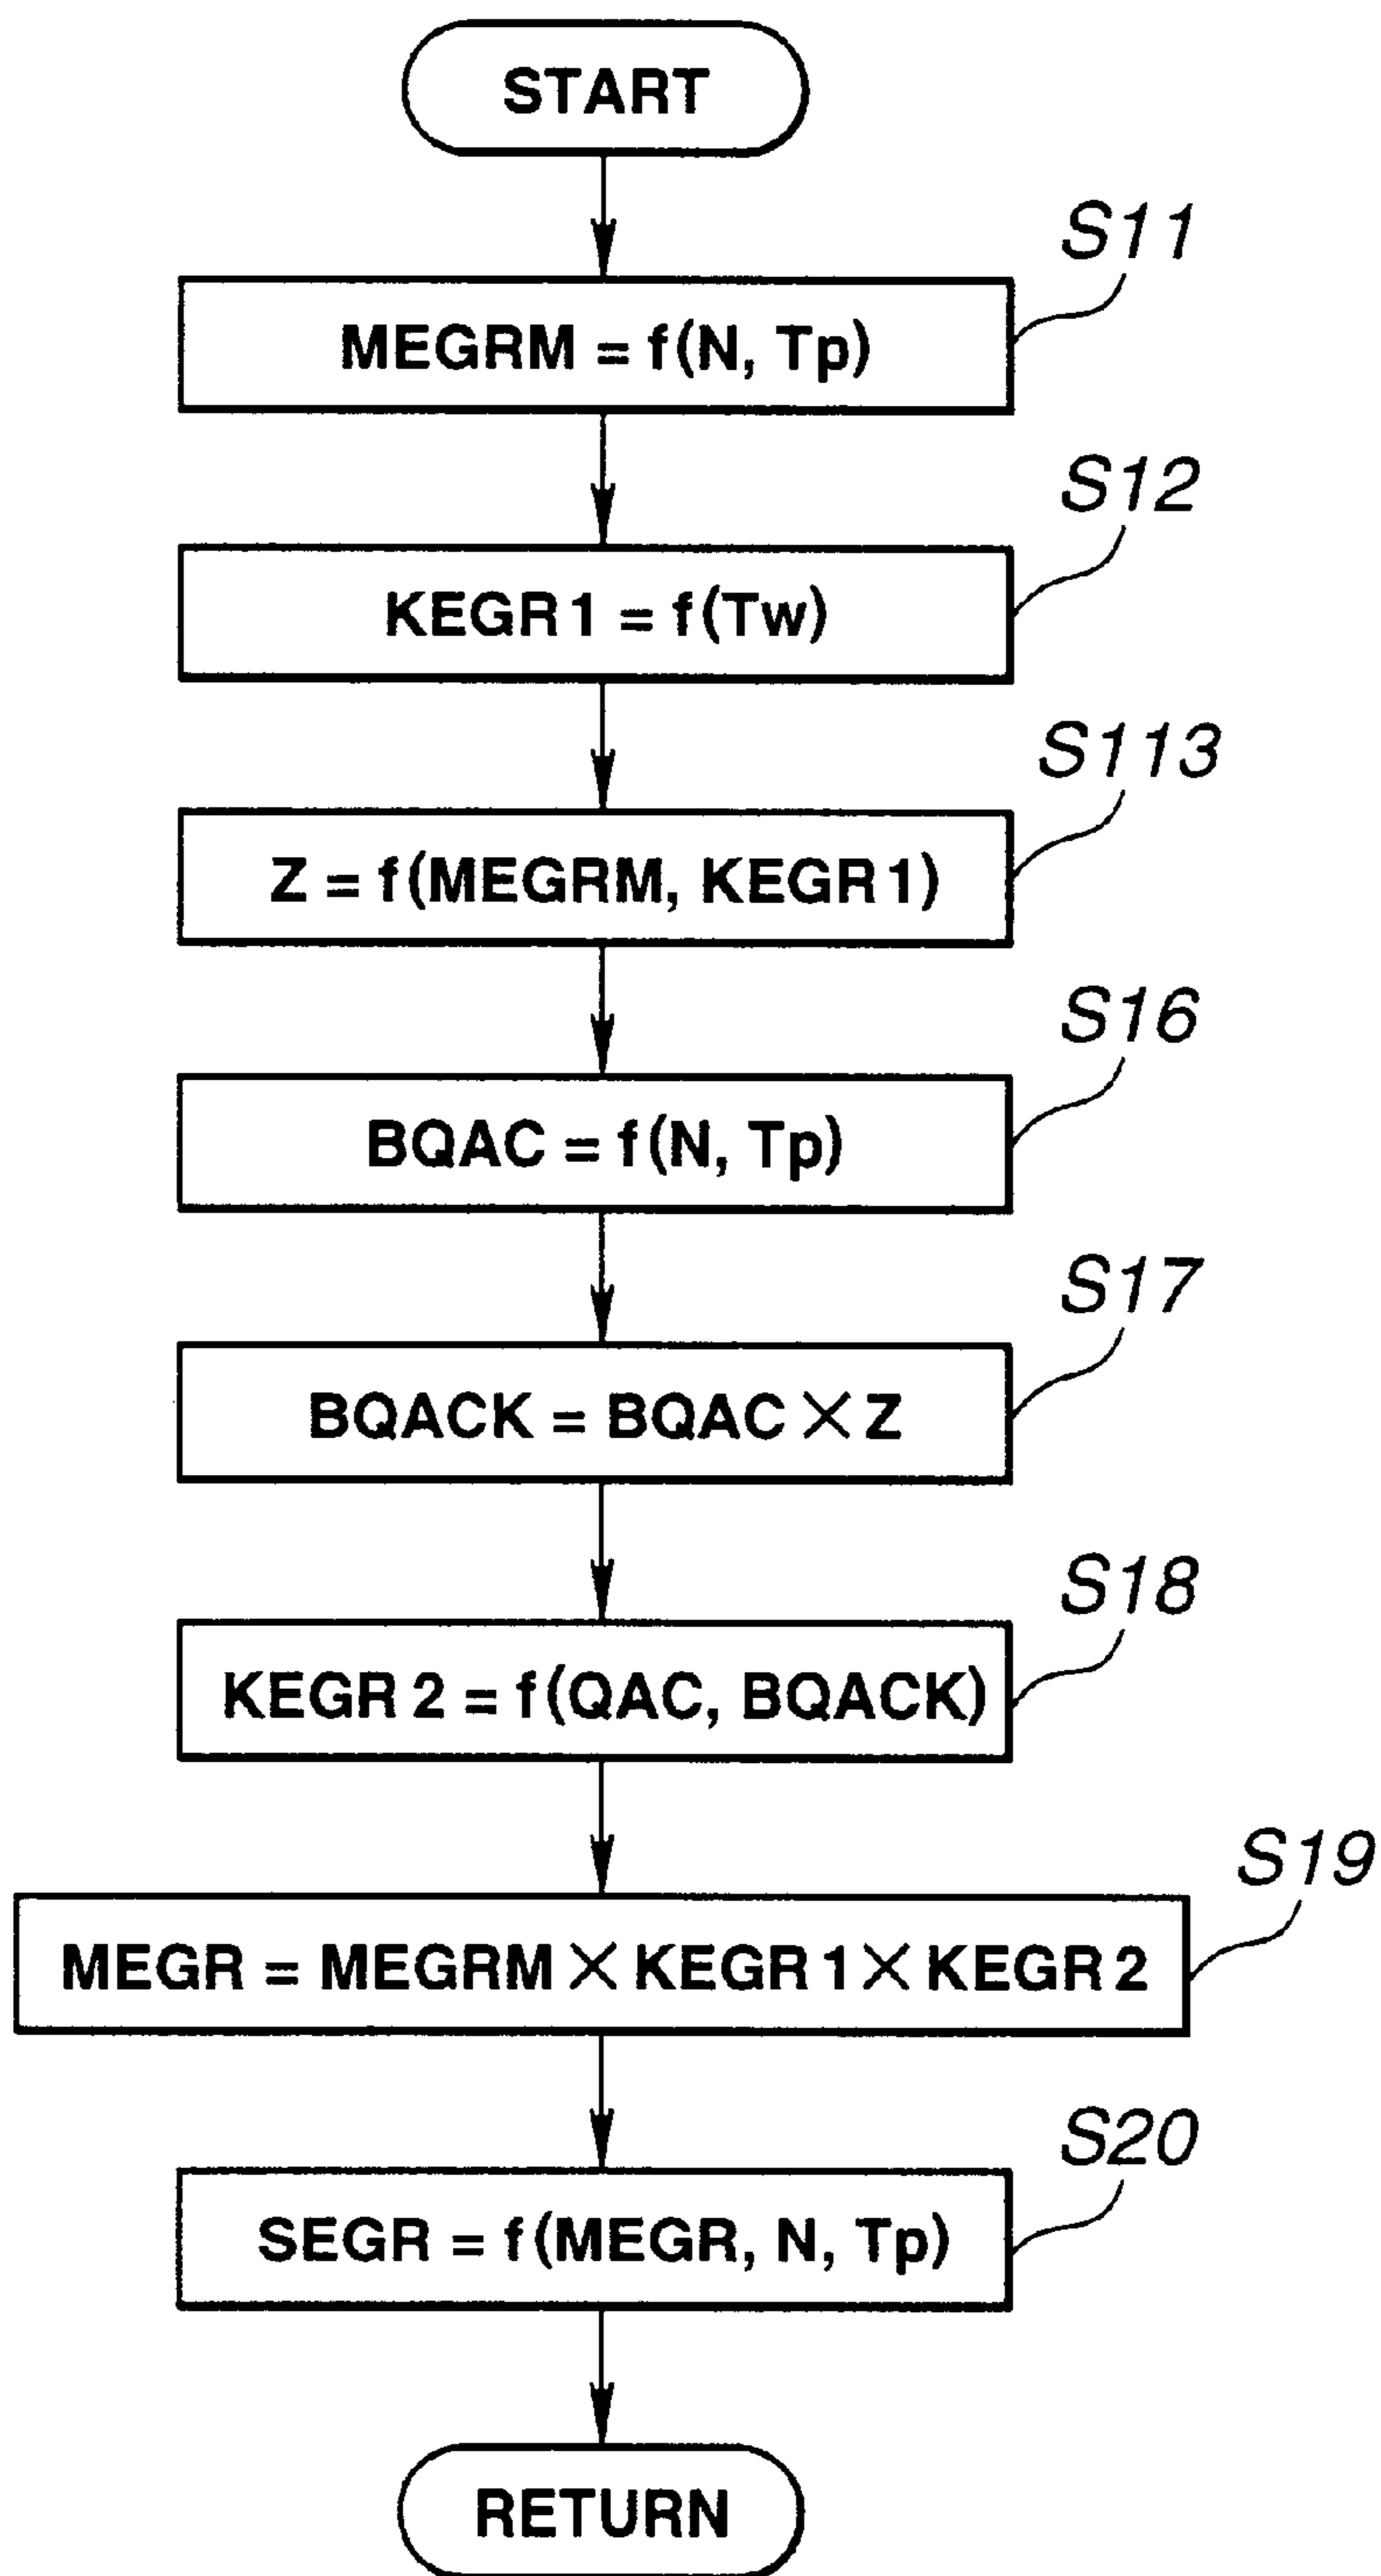 START
S11
MEGRM = f(N, Tp)
S12
KEGR1 = f(Tw)
S113
Z = f(MEGRM, KEGR1)
S16
BQAC = f(N, Tp)
S17
BQACK = BQAC × Z
S18
KEGR2 = f(QAC, BQACK)
S19
MEGR = MEGRM × KEGR1 × KEGR2
S20
SEGR = f(MEGR, N, Tp)
RETURN